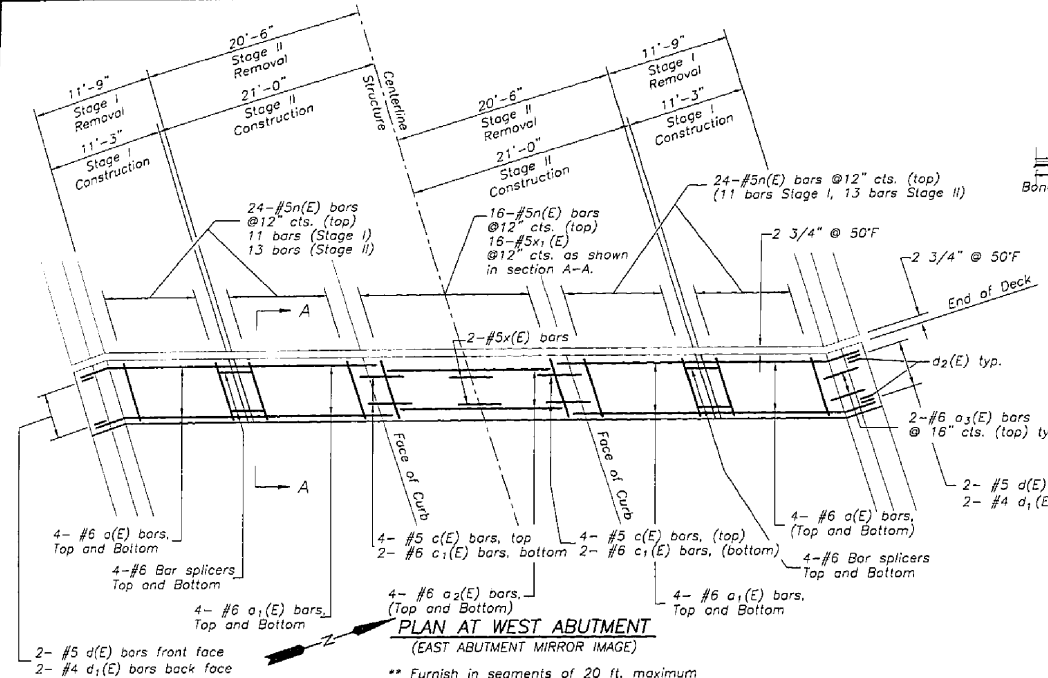 11'-9"
Stage I
Removal
20'-6"
Stage II
Removal
11'-3"
Stage I
Construction
21'-0"
Stage II
Construction
Centerline
Structure
20'-6"
Stage II
Removal
11'-9"
Stage I
Removal
21'-0"
Stage II
Construction
11'-3"
Stage I
Construction
24-#5n(E) bars
@12" cts. (top)
11 bars (Stage I)
13 bars (Stage II)
16-#5n(E) bars
@12" cts. (top)
16-#5x1 (E)
@12" cts. as shown
in section A-A.
24-#5n(E) bars @12" cts. (top)
(11 bars Stage I, 13 bars Stage II)
Bon
2 3/4" @ 50°F
2 3/4" @ 50°F
End of Deck
A
2-#5x(E) bars
d2(E) typ.
2-#6 a3(E) bars
@ 16" cts. (top) ty
2- #5 d(E)
2- #4 d1(E
A
Face of Curb
Face of Curb
4- #6 a(E) bars,
Top and Bottom
4-#6 Bar splicers
Top and Bottom
4- #6 a1(E) bars,
Top and Bottom
4- #5 c(E) bars, top
2- #6 c1(E) bars, bottom
4- #5 c(E) bars, (top)
2- #6 c1(E) bars, (bottom)
4- #6 a2(E) bars,
(Top and Bottom)
4- #6 a1(E) bars,
Top and Bottom
4- #6 a(E) bars,
(Top and Bottom)
4-#6 Bar splicers
Top and Bottom
2- #5 d(E) bars front face
2- #4 d1(E) bars back face
N
PLAN AT WEST ABUTMENT
(EAST ABUTMENT MIRROR IMAGE)
** Furnish in segments of 20 ft. maximum